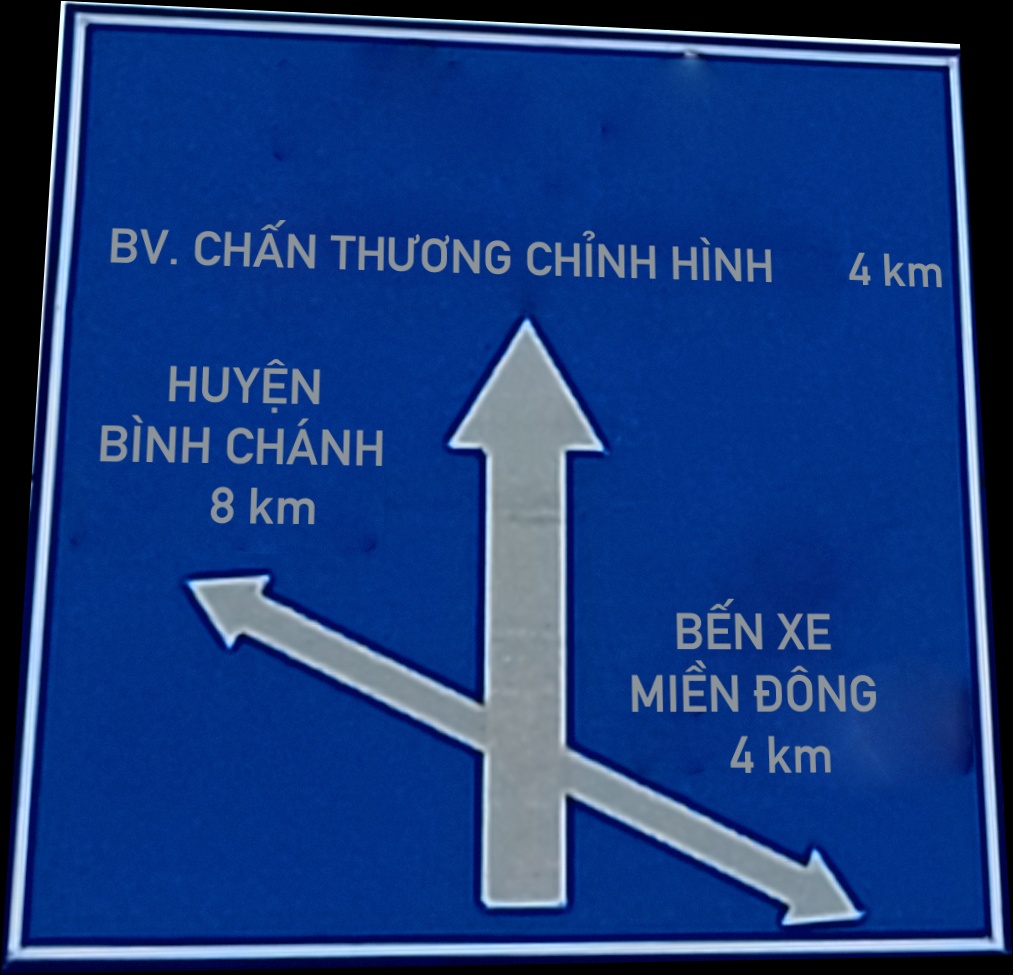 BV. CHẤN THƯƠNG CHỈNH HÌNH 4 km
HUYỆN
BÌNH CHÁNH
8 km
BẾN XE
MIỀN ĐÔNG
4 km